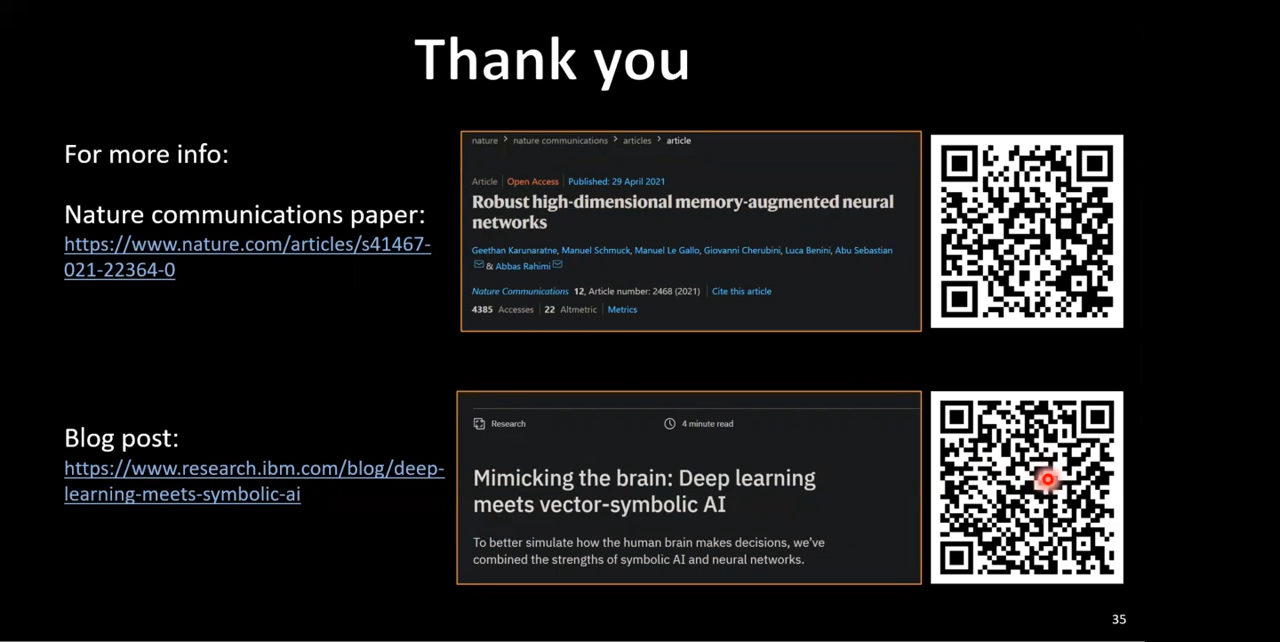 Thank you
For more info:
Nature communications paper:
https://www.nature.com/articles/s41467-
021-22364-0
nature > nature communications > articles > article
Article | Open Access | Published: 29 April 2021
Robust high-dimensional memory-augmented neural
networks
Geethan Karunaratne, Manuel Schmuck, Manuel Le Gallo, Giovanni Cherubini, Luca Benini, Abu Sebastian
& Abbas Rahimi
Nature Communications 12, Article number: 2468 (2021) | Cite this article
4385 Accesses | 22 Altmetric | Metrics
Blog post:
https://www.research.ibm.com/blog/deep-
learning-meets-symbolic-ai
Research
4 minute read
Mimicking the brain: Deep learning
meets vector-symbolic AI
To better simulate how the human brain makes decisions, we've
combined the strengths of symbolic AI and neural networks.
35